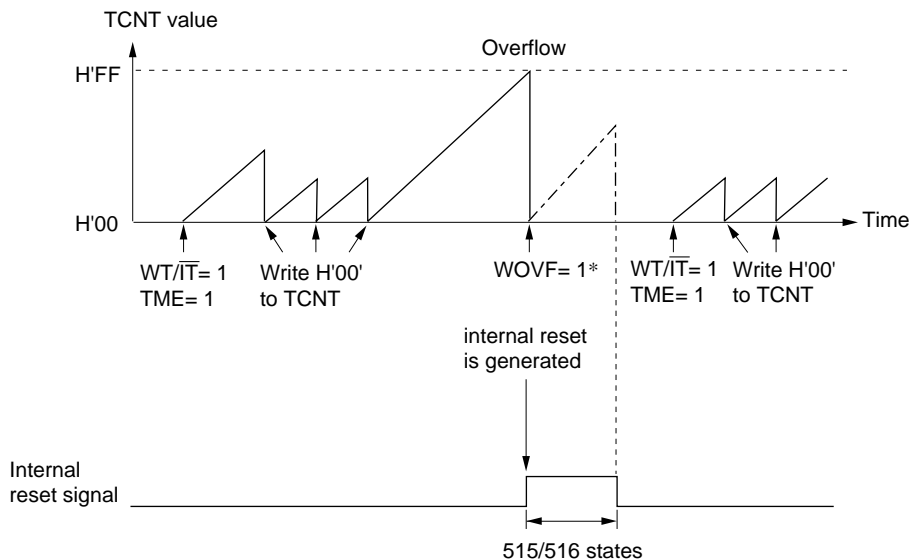 TCNT value
Overflow
H'FF
H'00
Time
WT/IT= 1
TME= 1
Write H'00'
to TCNT
WOVF= 1*
WT/IT= 1
TME= 1
Write H'00'
to TCNT
internal reset
is generated
Internal
reset signal
515/516 states